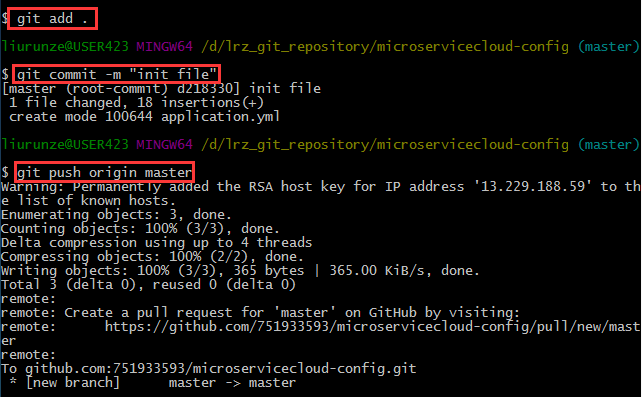 $ git add .
liurunze@USER423 MINGW64 /d/lrz_git_repository/microservicecloud-config (master)
$ git commit -m "init file"
[master (root-commit) d218330] init file
 1 file changed, 18 insertions(+)
 create mode 100644 application.yml
liurunze@USER423 MINGW64 /d/lrz_git_repository/microservicecloud-config (master)
$ git push origin master
Warning: Permanently added the RSA host key for IP address '13.229.188.59' to th
e list of known hosts.
Enumerating objects: 3, done.
Counting objects: 100% (3/3), done.
Delta compression using up to 4 threads
Compressing objects: 100% (2/2), done.
Writing objects: 100% (3/3), 365 bytes | 365.00 KiB/s, done.
Total 3 (delta 0), reused 0 (delta 0)
remote:
remote: Create a pull request for 'master' on GitHub by visiting:
remote:      https://github.com/751933593/microservicecloud-config/pull/new/mast
er
remote:
To github.com:751933593/microservicecloud-config.git
 * [new branch]      master -> master